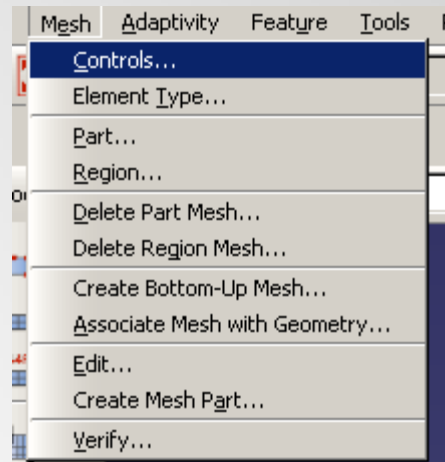 Mesh Adaptivity Feature Tools
Controls...
Element Type...
Part...
Region...
Delete Part Mesh...
Delete Region Mesh...
Create Bottom-Up Mesh...
Associate Mesh with Geometry...
Edit...
Create Mesh Part...
Verify...